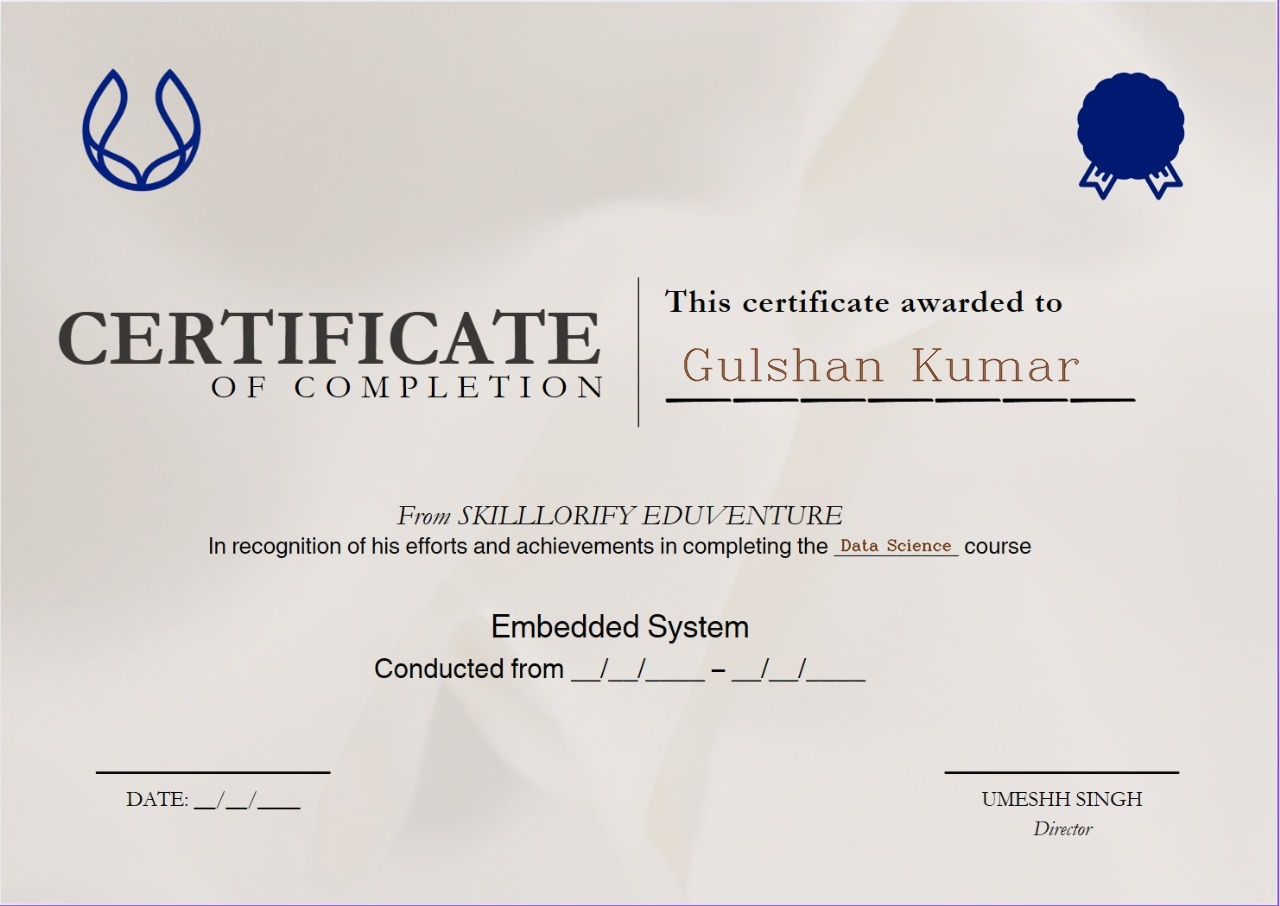 CERTIFICATE
OF COMPLETION
This certificate awarded to
Gulshan Kumar
From SKILLLORIFY EDUVENTURE
In recognition of his efforts and achievements in completing the Data Science course
Embedded System
Conducted from __/__/____ – __/__/____
DATE: __/__/____
UMESHH SINGH
Director